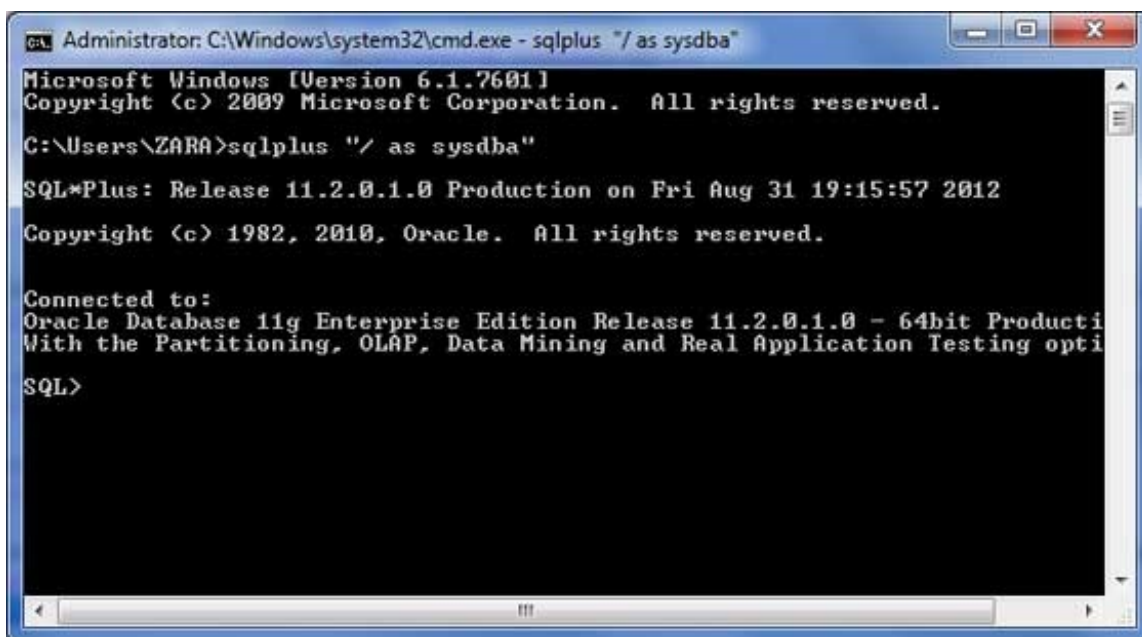 Administrator: C:\Windows\system32\cmd.exe - sqlplus "/ as sysdba"
Microsoft Windows [Version 6.1.7601]
Copyright (c) 2009 Microsoft Corporation.  All rights reserved.
C:\Users\ZARA>sqlplus "/ as sysdba"
SQL*Plus: Release 11.2.0.1.0 Production on Fri Aug 31 19:15:57 2012
Copyright (c) 1982, 2010, Oracle.  All rights reserved.
Connected to:
Oracle Database 11g Enterprise Edition Release 11.2.0.1.0 - 64bit Producti
With the Partitioning, OLAP, Data Mining and Real Application Testing opti
SQL>